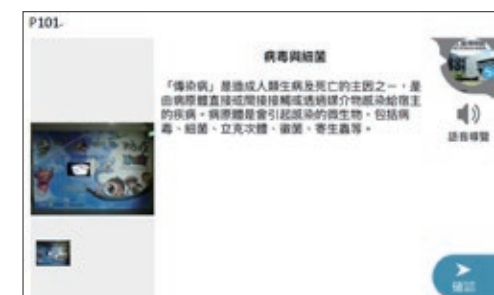 P101-
病毒與細菌
「傳染病」是造成人類生病及死亡的主因之一，是
由病原體直接或間接接觸或透過媒介物感染給宿主
的疾病。病原體是會引起感染的微生物，包括病
毒、細菌、立克次體、黴菌、寄生蟲等。
語音導覽
確認